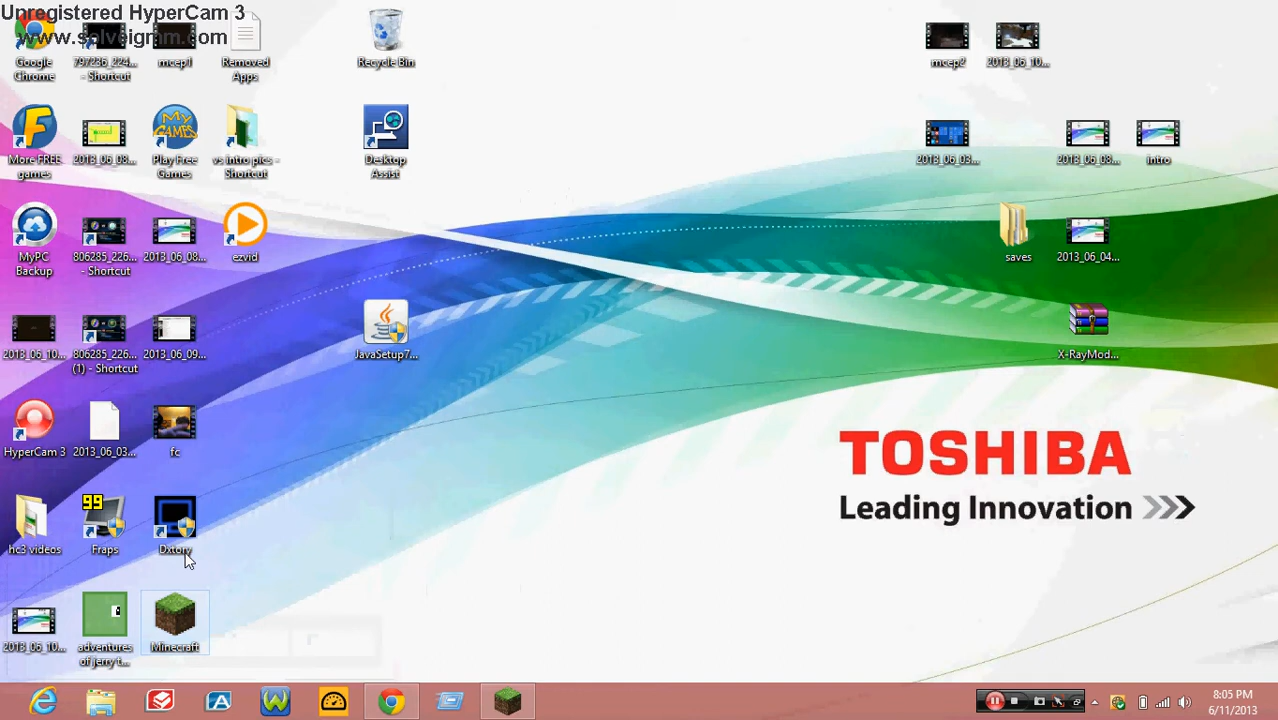 Unregistered HyperCam 3
www.solveigmm.com
Google
Chrome
797236_224...
- Shortcut
mcep1
Removed
Apps
Recycle Bin
mcep2
2013_06_10...
More FREE
games
2013_06_08...
MY
GAMES
Play Free
Games
vs intro pics -
Shortcut
Desktop
Assist
2013_06_03...
2013_06_08...
intro
MyPC
Backup
806285_226...
- Shortcut
2013_06_08...
ezvid
saves
2013_06_04...
2013_06_10...
806285_226...
(1) - Shortcut
2013_06_09...
JavaSetup7...
X-RayMod...
HyperCam 3
2013_06_03...
fc
TOSHIBA
Leading Innovation
99
hc3 videos
Fraps
Dxtory
2013_06_10...
adventures
of jerry t...
Minecraft
8:05 PM
6/11/2013